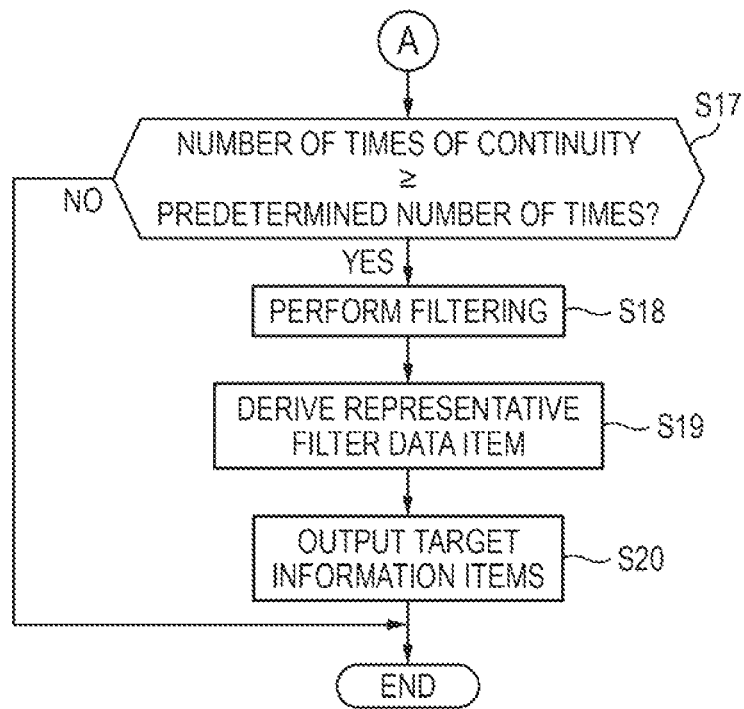 A
S17
NUMBER OF TIMES OF CONTINUITY
≥
PREDETERMINED NUMBER OF TIMES?
NO
YES
PERFORM FILTERING
S18
DERIVE REPRESENTATIVE
FILTER DATA ITEM
S19
OUTPUT TARGET
INFORMATION ITEMS
S20
END